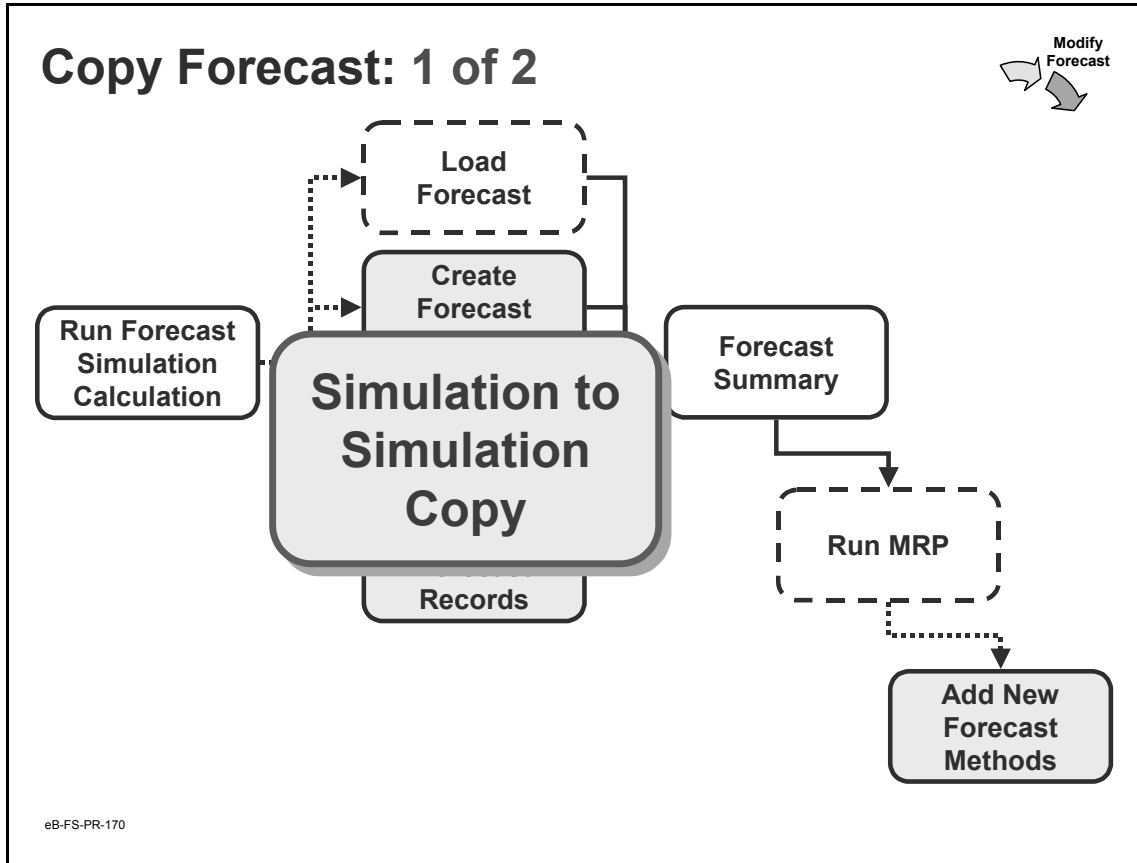 Copy Forecast: 1 of 2
Modify
Forecast
Load
Forecast
Create
Forecast
Run Forecast
Simulation
Calculation
Simulation to
Simulation
Copy
Records
Forecast
Summary
Run MRP
Add New
Forecast
Methods
eB-FS-PR-170